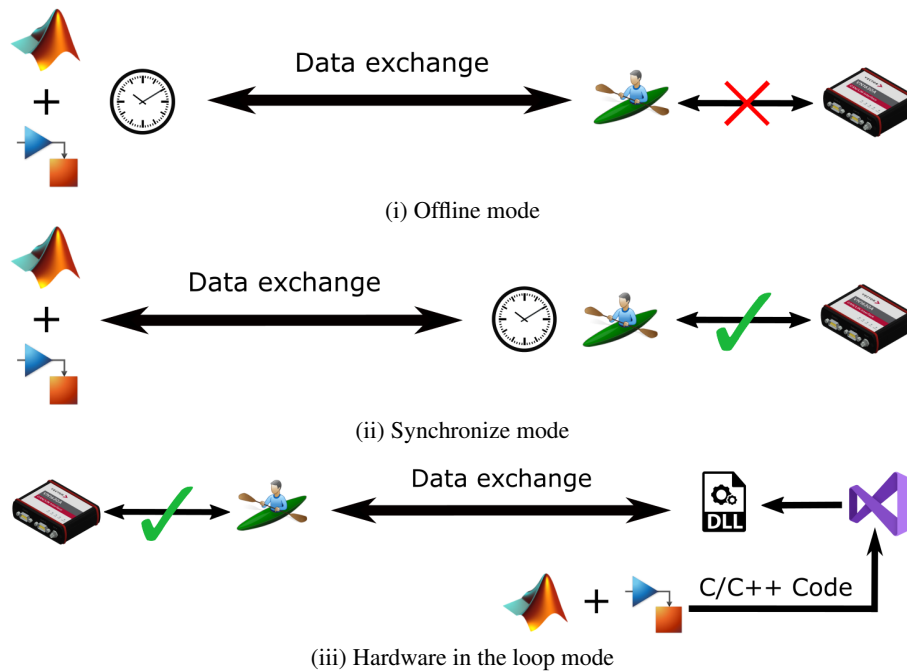 Data exchange
(i) Offline mode
Data exchange
(ii) Synchronize mode
Data exchange
DLL
C/C++ Code
(iii) Hardware in the loop mode